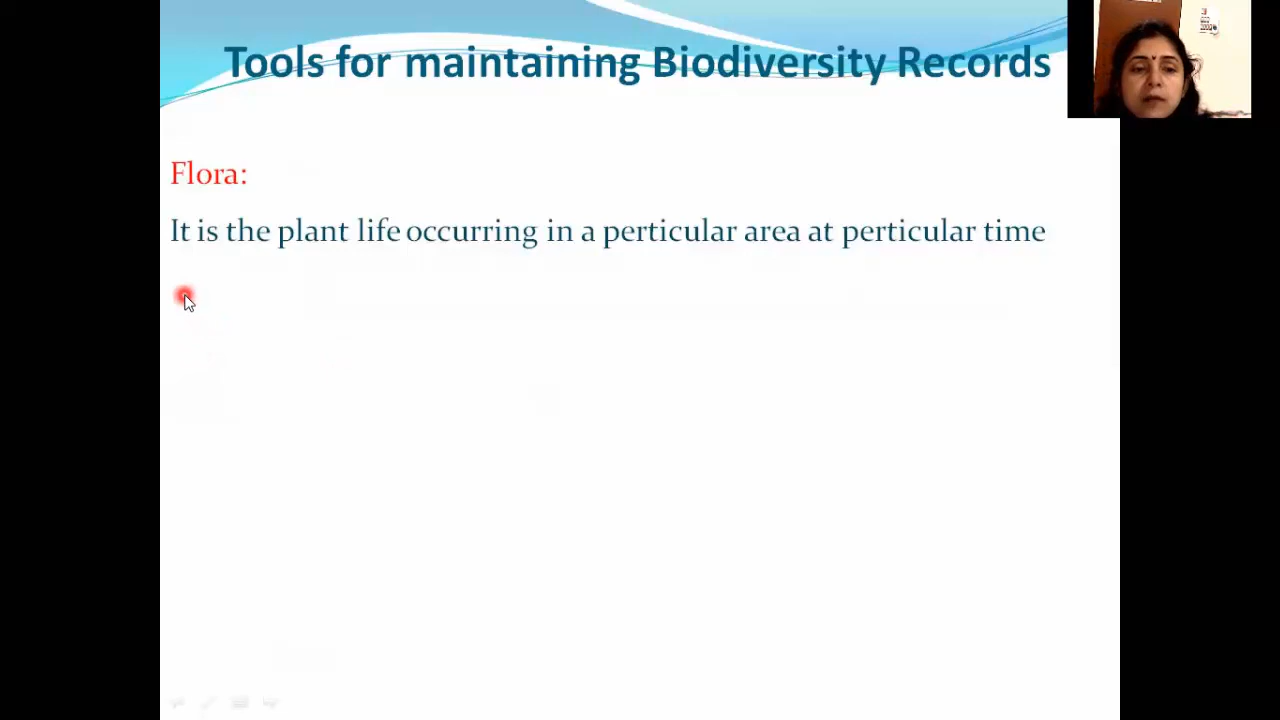 Tools for maintaining Biodiversity Records
Flora:
It is the plant life occurring in a perticular area at perticular time